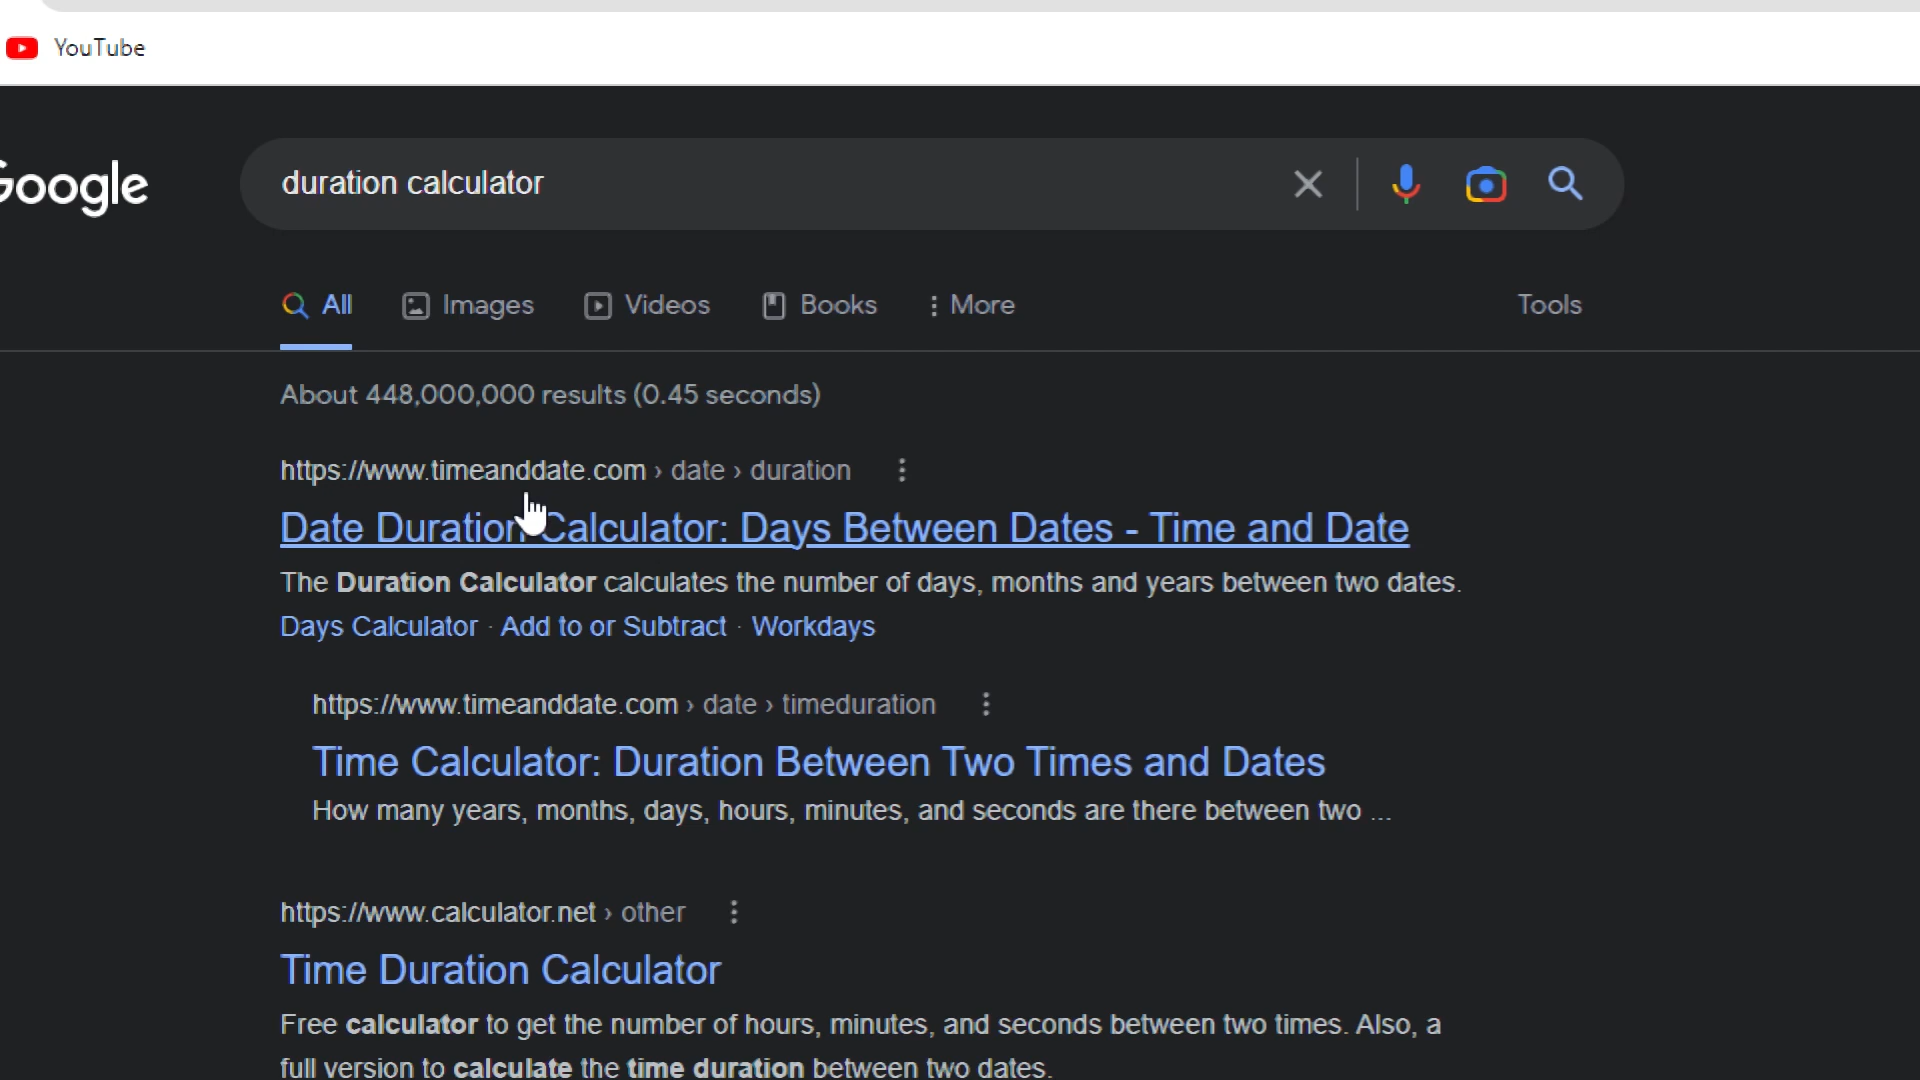 YouTube
Google
duration calculator
All Images Videos Books More Tools
About 448,000,000 results (0.45 seconds)
https://www.timeanddate.com › date › duration
Date Duration Calculator: Days Between Dates - Time and Date
The Duration Calculator calculates the number of days, months and years between two dates.
Days Calculator · Add to or Subtract · Workdays
https://www.timeanddate.com › date › timeduration
Time Calculator: Duration Between Two Times and Dates
How many years, months, days, hours, minutes, and seconds are there between two ...
https://www.calculator.net › other
Time Duration Calculator
Free calculator to get the number of hours, minutes, and seconds between two times. Also, a
full version to calculate the time duration between two dates.